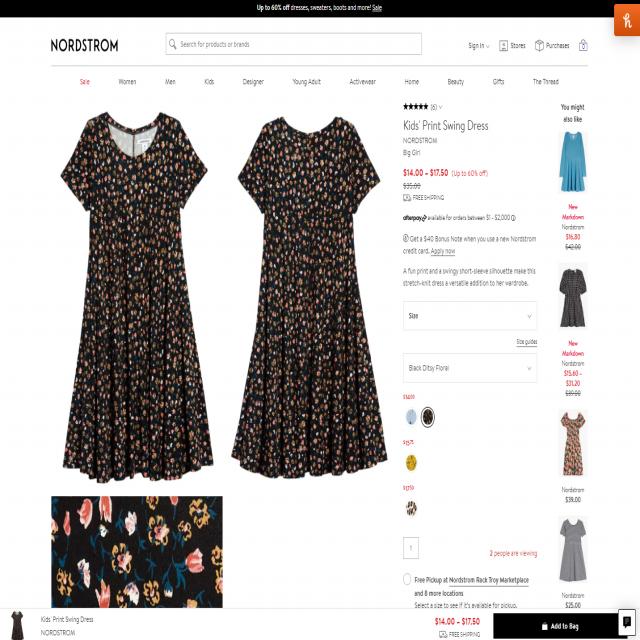 Up to 60% off dresses, sweaters, boots and more! Sale
NORDSTROM
Search for products or brands
Sign In
Stores
Purchases
0
Sale
Women
Men
Kids
Designer
Young Adult
Activewear
Home
Beauty
Gifts
The Thread
(6)
Kids' Print Swing Dress
NORDSTROM
Big Girl
$14.00 – $17.50 (Up to 60% off)
$35.00
FREE SHIPPING
afterpay available for orders between $1 - $2,000
Get a $40 Bonus Note when you use a new Nordstrom
credit card. Apply now
A fun print and a swingy short-sleeve silhouette make this
stretch-knit dress a versatile addition to her wardrobe.
Size
Size guides
Black Ditsy Floral
$14.00
$15.75
$17.50
1
2 people are viewing
Free Pickup at Nordstrom Rack Troy Marketplace
and 8 more locations
Select a size to see if it's available for pickup.
You might
also like
New
Markdown
Nordstrom
$16.80
$42.00
New
Markdown
Nordstrom
$15.60 –
$31.20
$39.00
Nordstrom
$39.00
Nordstrom
$25.00
Kids' Print Swing Dress
NORDSTROM
$14.00 – $17.50
FREE SHIPPING
Add to Bag